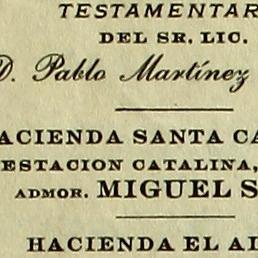 TESTAMENTAR
DEL SR. LIC.
D. Pablo Martínez
ACIENDA SANTA CA
ESTACION CATALINA,
ADMOR. MIGUEL S
HACIENDA EL AL